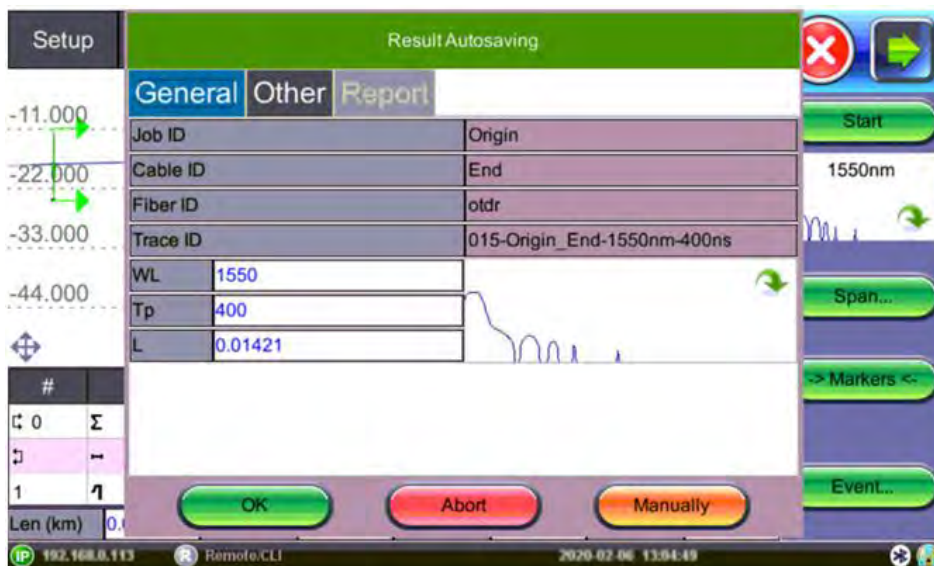 Setup
Result Autosaving
General Other Report
-11.000
Start
Job ID Origin
-22.000
Cable ID End
1550nm
Fiber ID otdr
-33.000
Trace ID 015-Origin_End-1550nm-400ns
WL 1550
-44.000
Tp 400
Span...
L 0.01421
-> Markers <-
#
0 Σ
1
OK Abort Manually
Event...
Len (km)
IP 192.168.0.113 R Remote/CLI 2020-02-06 13:04:49